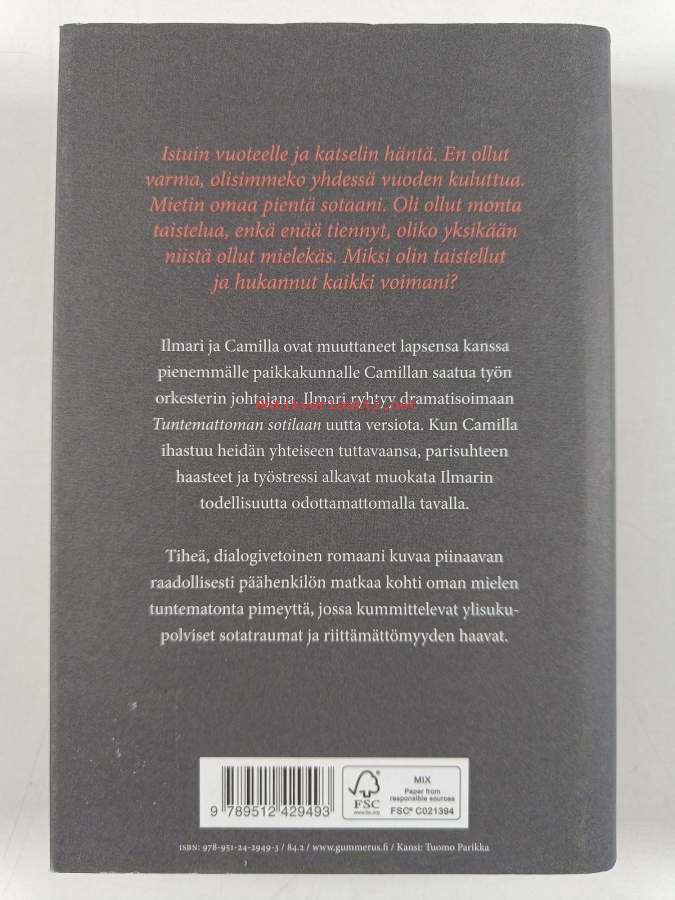 Istuin vuoteelle ja katselin häntä. En ollut
varma, olisimmeko yhdessä vuoden kuluttua.
Mietin omaa pientä sotaani. Oli ollut monta
taistelua, enkä enää tiennyt, oliko yksikään
niistä ollut mielekäs. Miksi olin taistellut
ja hukannut kaikki voimani?
Ilmari ja Camilla ovat muuttaneet lapsensa kanssa
pienemmälle paikkakunnalle Camillan saatua työn
orkesterin johtajana. Ilmari ryhtyy dramatisoimaan
Tuntemattoman sotilaan uutta versiota. Kun Camilla
ihastuu heidän yhteiseen tuttavaansa, parisuhteen
haasteet ja työstressi alkavat muokata Ilmarin
todellisuutta odottamattomalla tavalla.
Tiheä, dialogivetoinen romaani kuvaa piinaavan
raadollisesti päähenkilön matkaa kohti oman mielen
tuntematonta pimeyttä, jossa kummittelevat ylisuku-
polviset sotatraumat ja riittämättömyyden haavat.
9 789512 429493
FSC
www.fsc.org
MIX
Paper from
responsible sources
FSC® C021394
ISBN: 978-951-24-2949-3 / 84.2 / www.gummerus.fi / Kansi: Tuomo Parikka